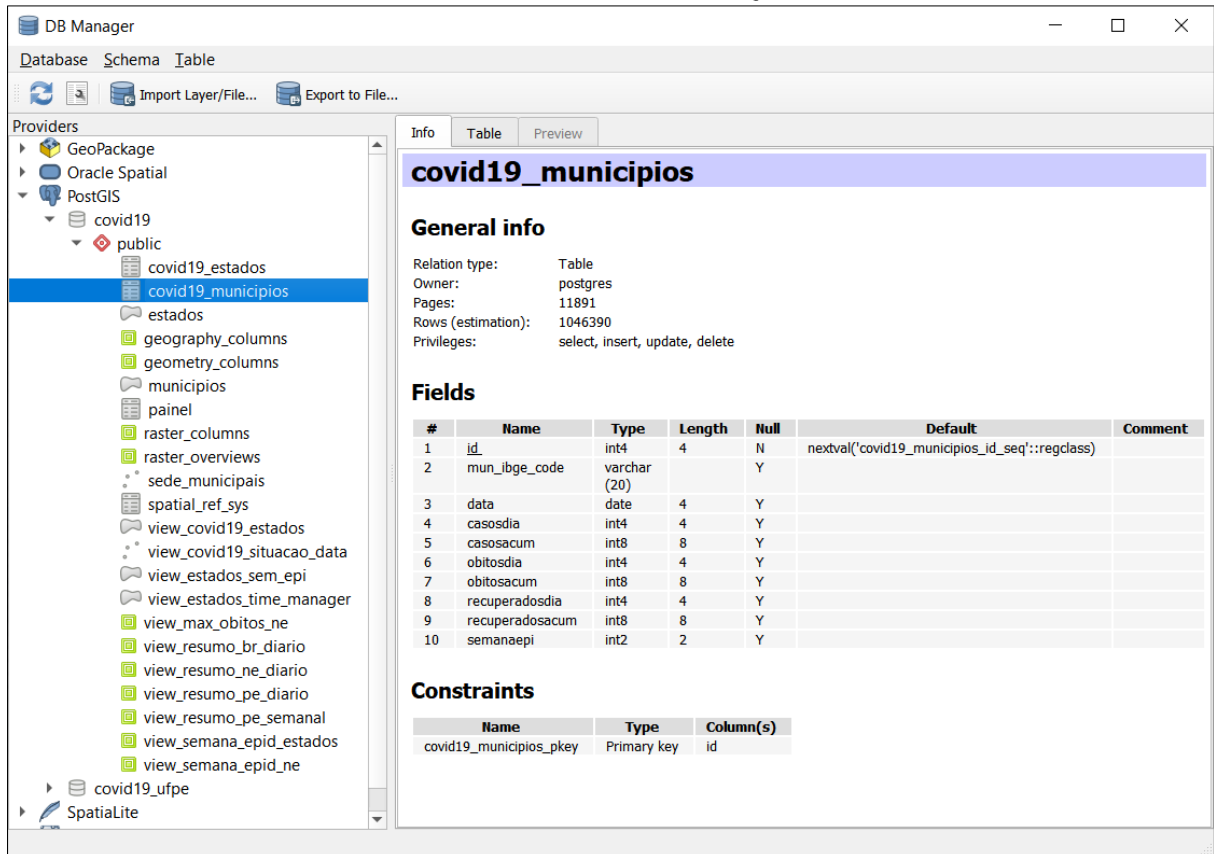 DB Manager
Database Schema Table
Import Layer/File... Export to File...
Providers
GeoPackage
Oracle Spatial
PostGIS
covid19
public
covid19_estados
covid19_municipios
estados
geography_columns
geometry_columns
municipios
painel
raster_columns
raster_overviews
sede_municipais
spatial_ref_sys
view_covid19_estados
view_covid19_situacao_data
view_estados_sem_epi
view_estados_time_manager
view_max_obitos_ne
view_resumo_br_diario
view_resumo_ne_diario
view_resumo_pe_diario
view_resumo_pe_semanal
view_semana_epid_estados
view_semana_epid_ne
covid19_ufpe
SpatiaLite
Info Table Preview
covid19_municipios
General info
Relation type: Table
Owner: postgres
Pages: 11891
Rows (estimation): 1046390
Privileges: select, insert, update, delete
Fields
# Name Type Length Null Default Comment
1 id int4 4 N nextval('covid19_municipios_id_seq'::regclass)
2 mun_ibge_code varchar (20) Y
3 data date 4 Y
4 casosdia int4 4 Y
5 casosacum int8 8 Y
6 obitosdia int4 4 Y
7 obitosacum int8 8 Y
8 recuperadosdia int4 4 Y
9 recuperadosacum int8 8 Y
10 semanaepi int2 2 Y
Constraints
Name Type Column(s)
covid19_municipios_pkey Primary key id